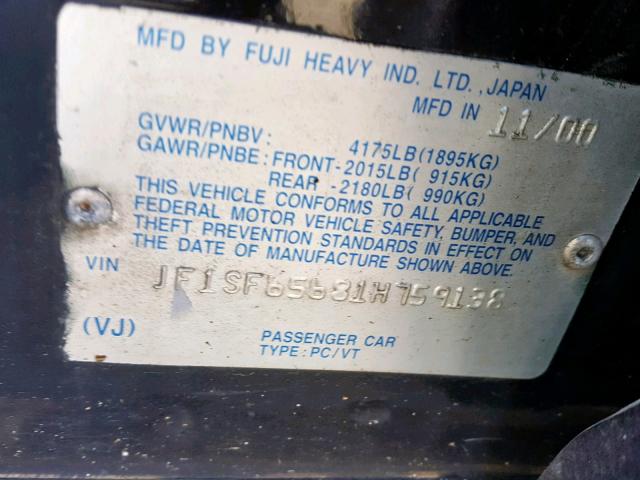 MFD BY FUJI HEAVY IND. LTD., JAPAN
MFD IN 11/00
GVWR/PNBV: 4175LB(1895KG)
GAWR/PNBE: FRONT-2015LB( 915KG)
REAR -2180LB( 990KG)
THIS VEHICLE CONFORMS TO ALL APPLICABLE
FEDERAL MOTOR VEHICLE SAFETY, BUMPER, AND
THEFT PREVENTION STANDARDS IN EFFECT ON
THE DATE OF MANUFACTURE SHOWN ABOVE.
VIN JF1SF65681H759138
(VJ) PASSENGER CAR
TYPE: PC/VT